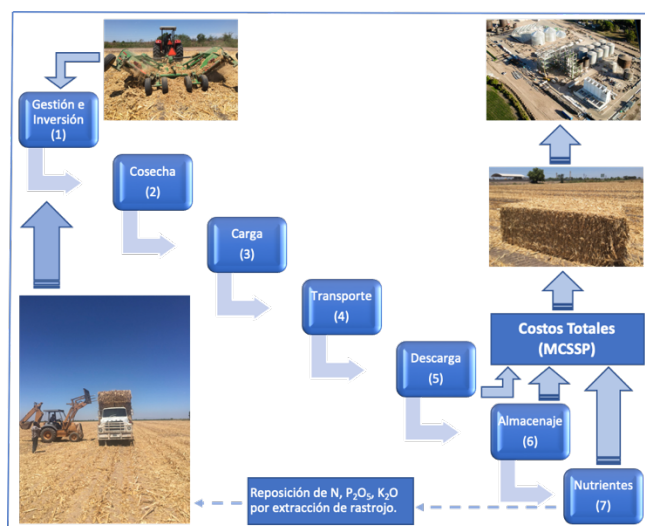 Gestión e
Inversión
(1)
Cosecha
(2)
Carga
(3)
Transporte
(4)
Descarga
(5)
Costos Totales
(MCSSP)
Almacenaje
(6)
Nutrientes
(7)
Reposición de N, P₂O₅, K₂O
por extracción de rastrojo.